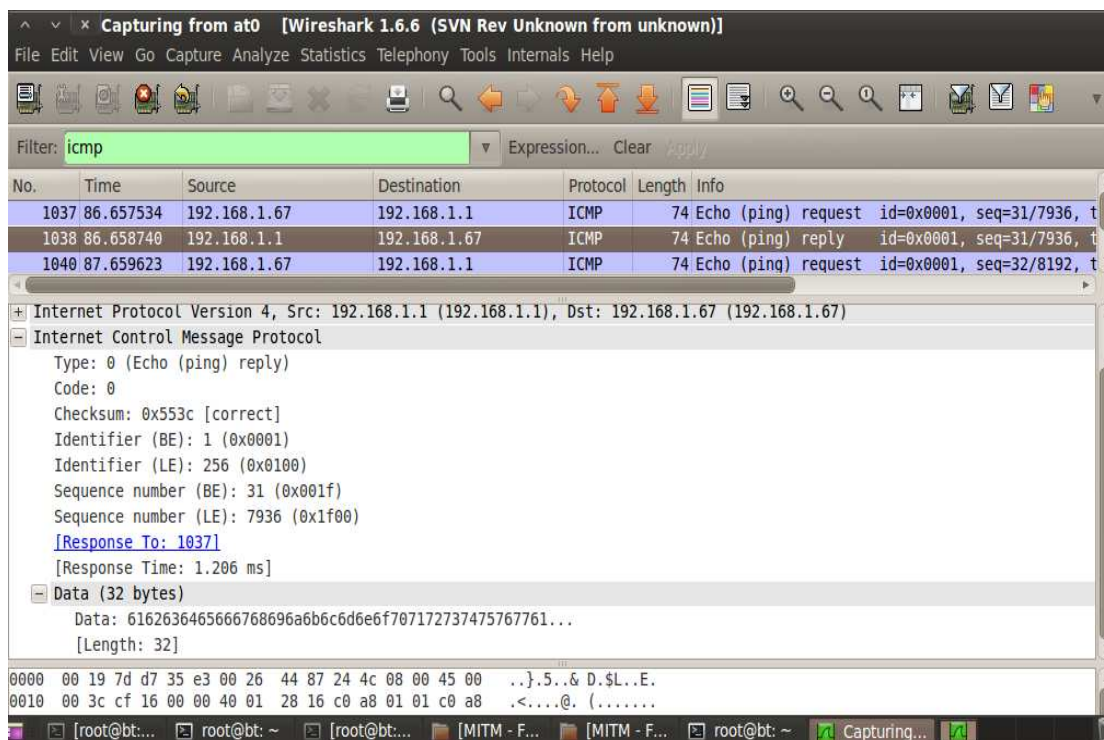 Capturing from at0 [Wireshark 1.6.6 (SVN Rev Unknown from unknown)]
File Edit View Go Capture Analyze Statistics Telephony Tools Internals Help
Filter: icmp Expression... Clear Apply
No. Time Source Destination Protocol Length Info
1037 86.657534 192.168.1.67 192.168.1.1 ICMP 74 Echo (ping) request id=0x0001, seq=31/7936, t
1038 86.658740 192.168.1.1 192.168.1.67 ICMP 74 Echo (ping) reply id=0x0001, seq=31/7936, t
1040 87.659623 192.168.1.67 192.168.1.1 ICMP 74 Echo (ping) request id=0x0001, seq=32/8192, t
Internet Protocol Version 4, Src: 192.168.1.1 (192.168.1.1), Dst: 192.168.1.67 (192.168.1.67)
Internet Control Message Protocol
Type: 0 (Echo (ping) reply)
Code: 0
Checksum: 0x553c [correct]
Identifier (BE): 1 (0x0001)
Identifier (LE): 256 (0x0100)
Sequence number (BE): 31 (0x001f)
Sequence number (LE): 7936 (0x1f00)
[Response To: 1037]
[Response Time: 1.206 ms]
Data (32 bytes)
Data: 6162636465666768696a6b6c6d6e6f707172737475767761...
[Length: 32]
0000 00 19 7d d7 35 e3 00 26 44 87 24 4c 08 00 45 00 ..}.5..& D.$L..E.
0010 00 3c cf 16 00 00 40 01 28 16 c0 a8 01 01 c0 a8 .<....@. (.......
[root@bt:... root@bt: ~ [root@bt:... [MITM - F... [MITM - F... root@bt: ~ Capturing...